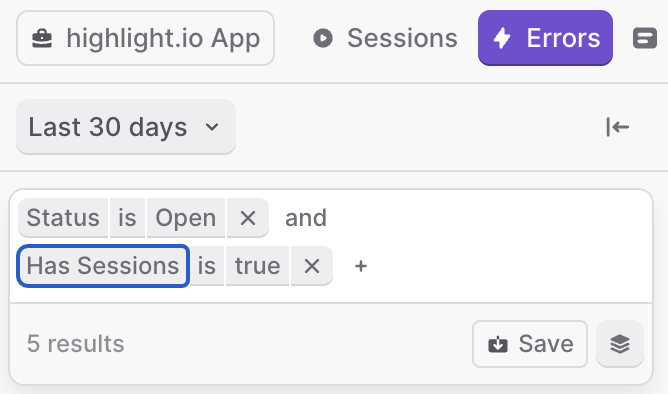 highlight.io App Sessions Errors
Last 30 days
Status is Open and
Has Sessions is true +
5 results Save